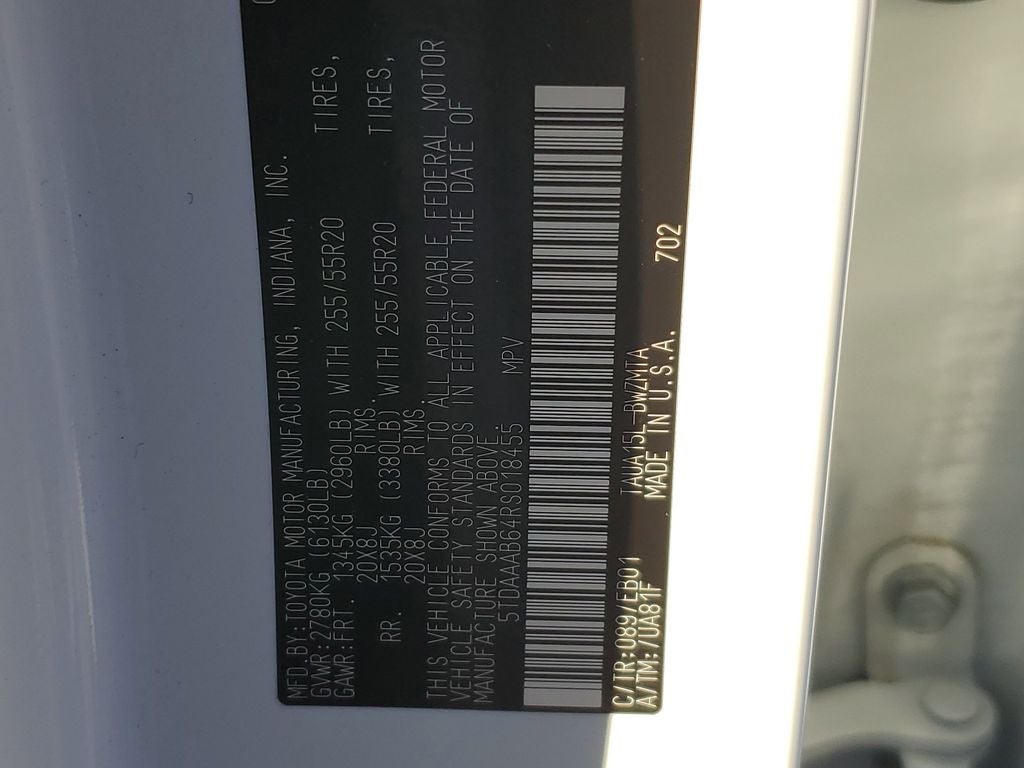 MFD.BY:TOYOTA MOTOR MANUFACTURING, INDIANA, INC.
GVWR:2780KG (6130LB)
GAWR:FRT. 1345KG (2960LB) WITH 255/55R20 TIRES,
20X8J RIMS.
RR. 1535KG (3380LB) WITH 255/55R20 TIRES,
20X8J RIMS
THIS VEHICLE CONFORMS TO ALL APPLICABLE FEDERAL MOTOR
VEHICLE SAFETY STANDARDS IN EFFECT ON THE DATE OF
MANUFACTURE SHOWN ABOVE.
5TDAAAB64RS018455 MPV
C/TR:089/EB01 TAUA15L-BWZMTA
A/TM:/UA81F MADE IN U.S.A. 702